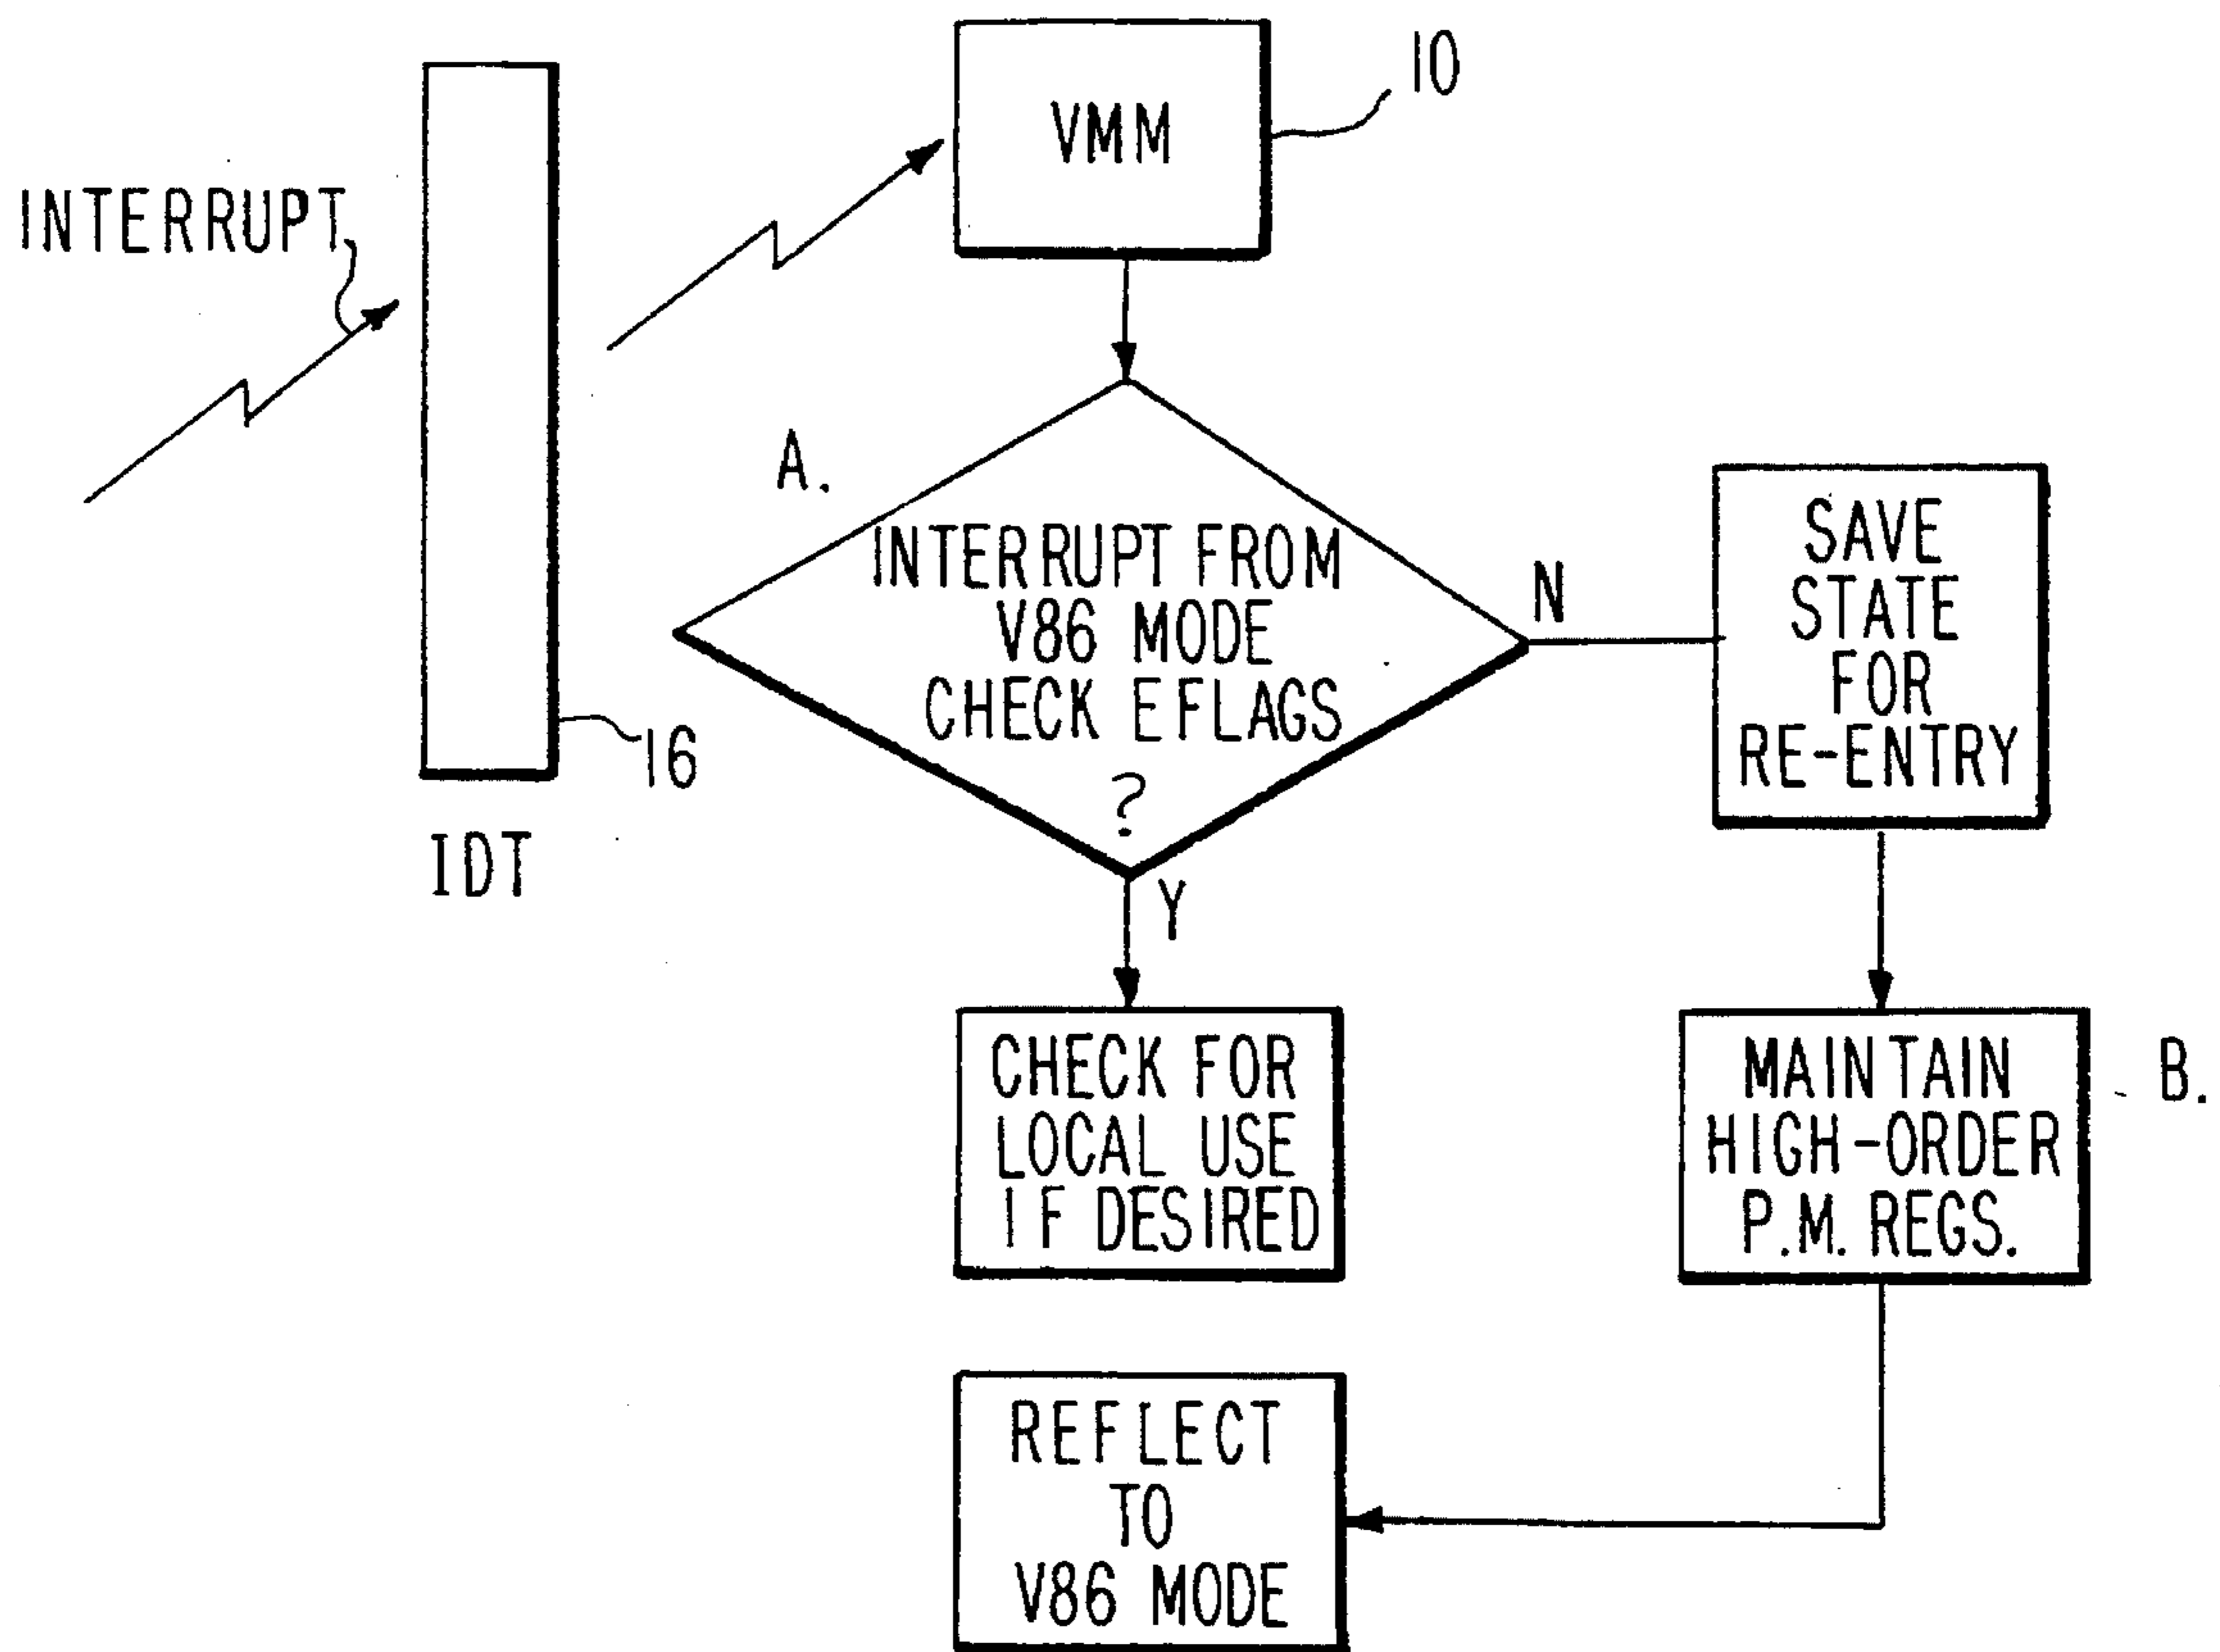 INTERRUPT
16
IDT
VMM
10
A.
INTERRUPT FROM
V86 MODE
CHECK EFLAGS
?
N
Y
SAVE
STATE
FOR
RE-ENTRY
CHECK FOR
LOCAL USE
IF DESIRED
MAINTAIN
HIGH-ORDER
P.M. REGS.
B.
REFLECT
TO
V86 MODE